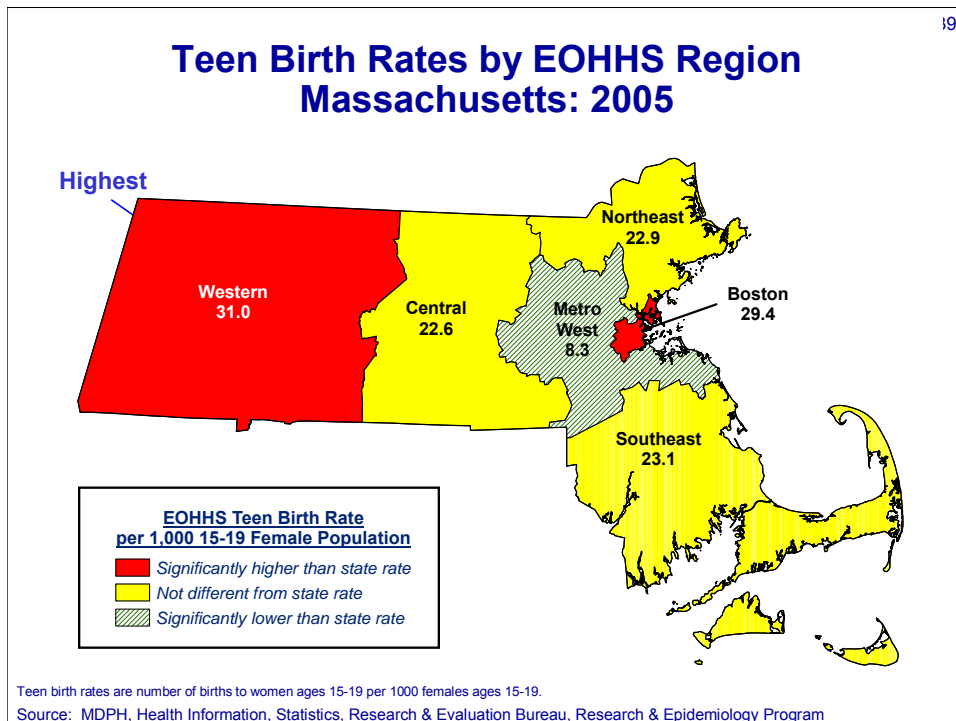 Teen Birth Rates by EOHHS Region
Massachusetts: 2005
Highest
Northeast
22.9
Western
31.0
Central
22.6
Metro
West
8.3
Boston
29.4
Southeast
23.1
EOHHS Teen Birth Rate
per 1,000 15-19 Female Population
Significantly higher than state rate
Not different from state rate
Significantly lower than state rate
Teen birth rates are number of births to women ages 15-19 per 1000 females ages 15-19.
Source: MDPH, Health Information, Statistics, Research & Evaluation Bureau, Research & Epidemiology Program